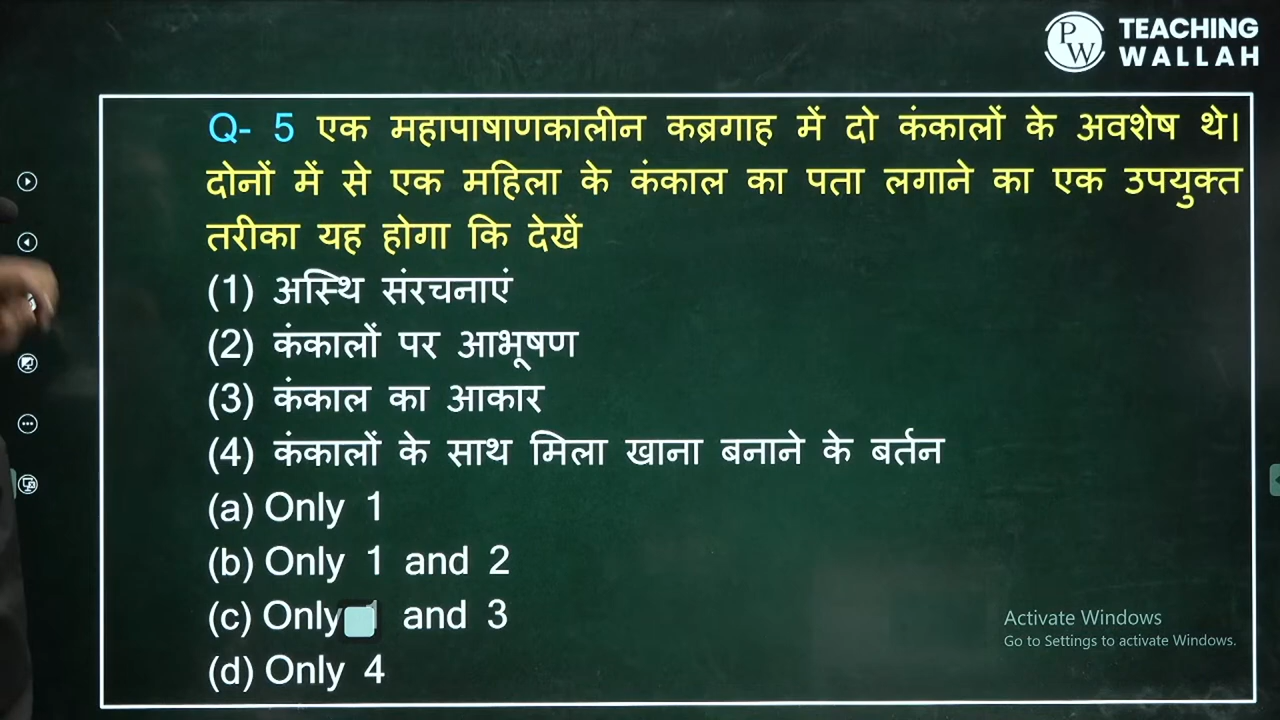 PW
TEACHING
WALLAH
Q- 5 एक महापाषाणकालीन कब्रगाह में दो कंकालों के अवशेष थे।
दोनों में से एक महिला के कंकाल का पता लगाने का एक उपयुक्त
तरीका यह होगा कि देखें
(1) अस्थि संरचनाएं
(2) कंकालों पर आभूषण
(3) कंकाल का आकार
(4) कंकालों के साथ मिला खाना बनाने के बर्तन
(a) Only 1
(b) Only 1 and 2
(c) Only and 3
(d) Only 4
Activate Windows
Go to Settings to activate Windows.